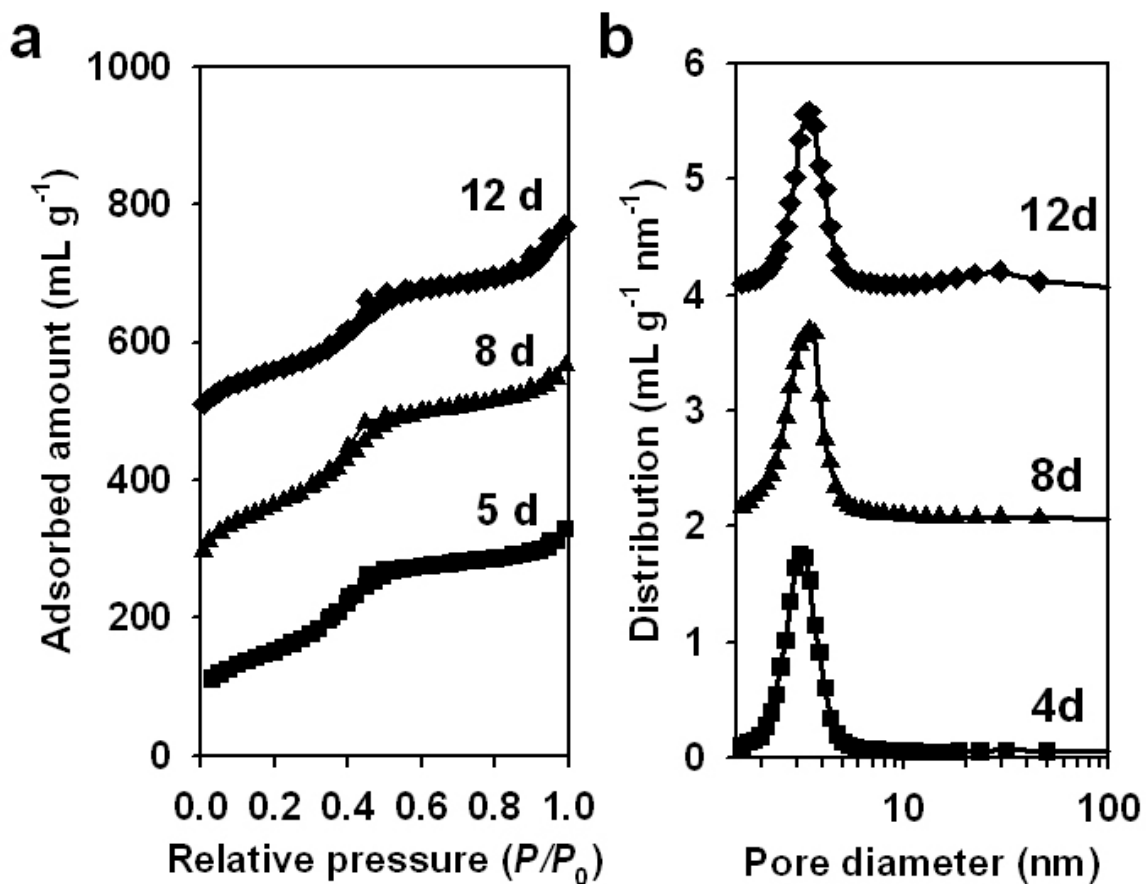 a
1000
800
600
400
200
0
Adsorbed amount (mL g⁻¹)
12 d
8 d
5 d
0.0 0.2 0.4 0.6 0.8 1.0
Relative pressure (P/P₀)
b
6
5
4
3
2
1
0
Distribution (mL g⁻¹ nm⁻¹)
12d
8d
4d
10 100
Pore diameter (nm)